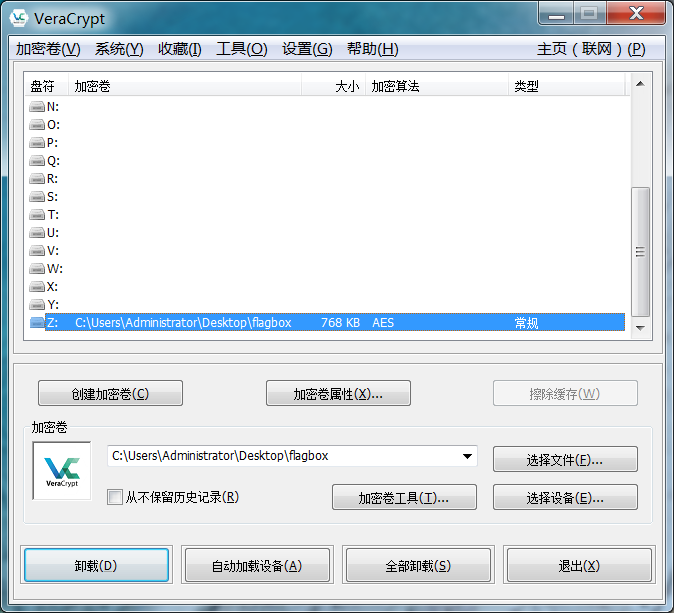 VeraCrypt
加密卷(V) 系统(Y) 收藏(I) 工具(O) 设置(G) 帮助(H) 主页 ( 联网 ) (P)
盘符 加密卷 大小 加密算法 类型
N:
O:
P:
Q:
R:
S:
T:
U:
V:
W:
X:
Y:
Z: C:\Users\Administrator\Desktop\flagbox 768 KB AES 常规
创建加密卷(C) 加密卷属性(X)... 擦除缓存(W)
加密卷
VeraCrypt
C:\Users\Administrator\Desktop\flagbox 选择文件(F)...
从不保留历史记录(R) 加密卷工具(T)... 选择设备(E)...
卸载(D) 自动加载设备(A) 全部卸载(S) 退出(X)